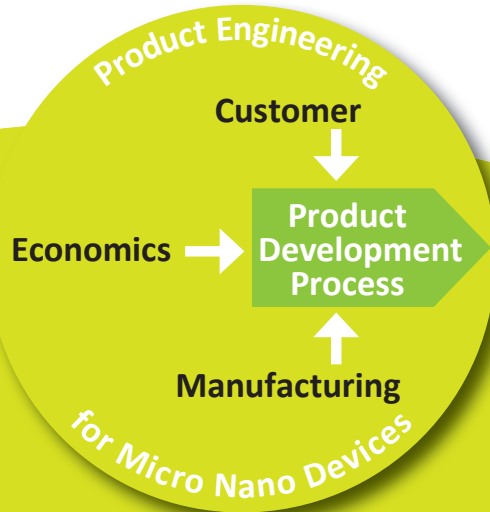 Product Engineering
Customer
Economics
Product
Development
Process
Manufacturing
for Micro Nano Devices